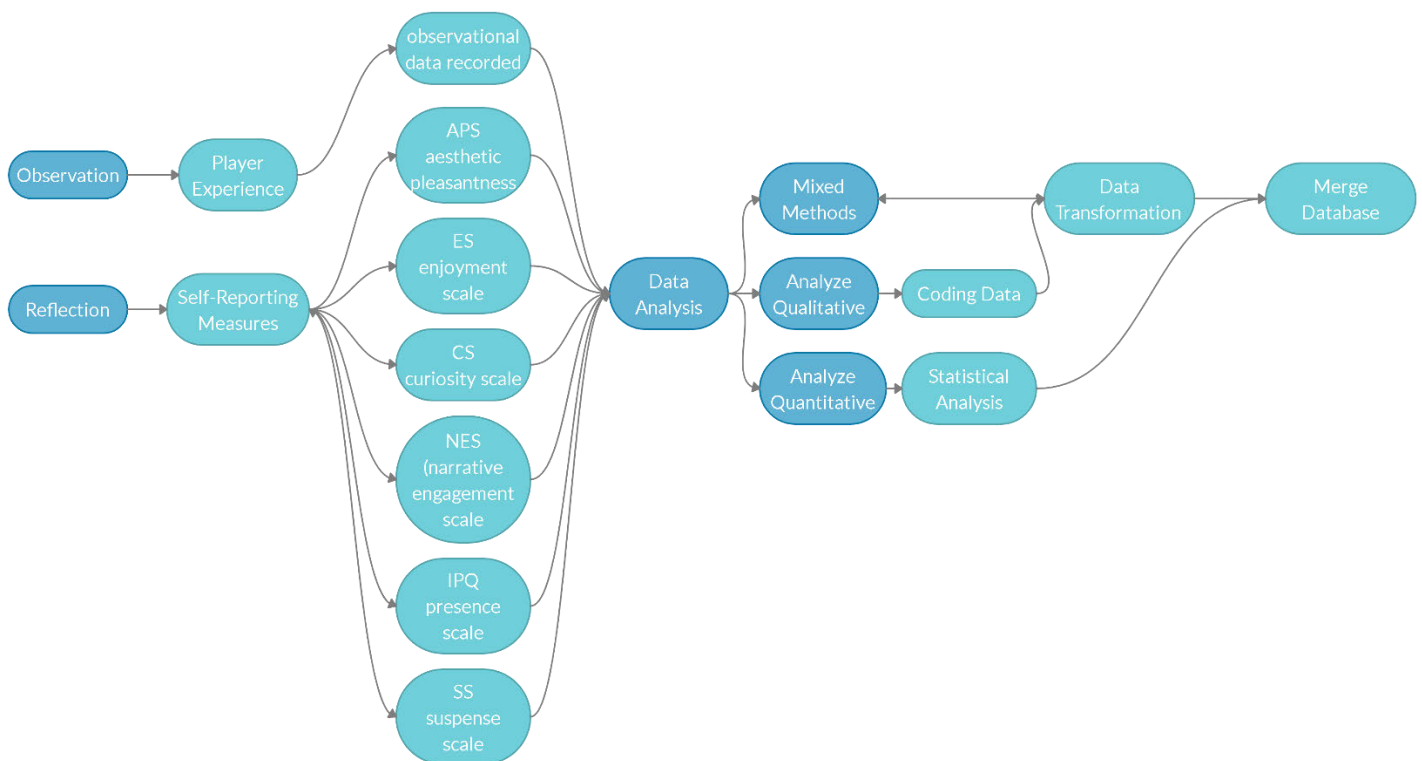 observational
data recorded
Observation
Player
Experience
APS
aesthetic
pleasantness
ES
enjoyment
scale
Reflection
Self-Reporting
Measures
CS
curiosity scale
NES
(narrative
engagement
scale
IPQ
presence
scale
SS
suspense
scale
Data
Analysis
Mixed
Methods
Analyze
Qualitative
Analyze
Quantitative
Coding Data
Statistical
Analysis
Data
Transformation
Merge
Database